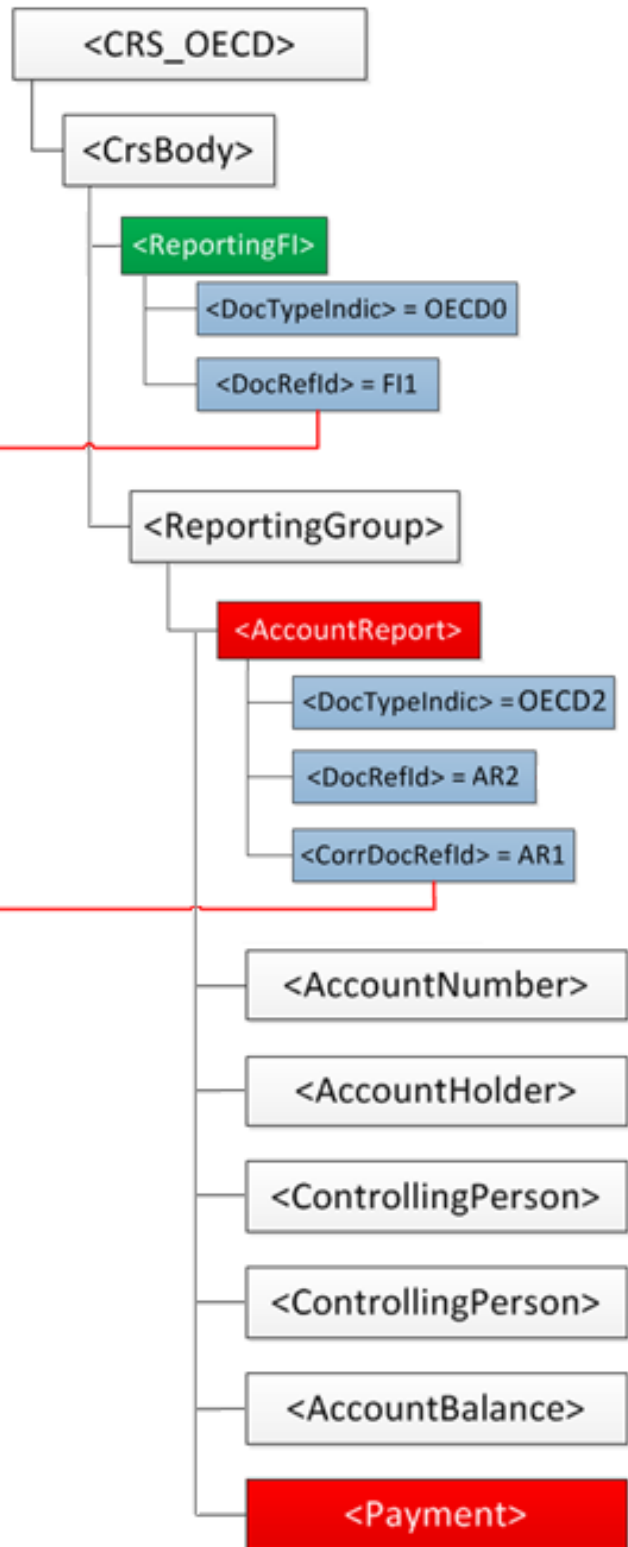 <CRS_OECD>
<CrsBody>
<ReportingFI>
<DocTypeIndic> = OECD0
<DocRefId> = FI1
<ReportingGroup>
<AccountReport>
<DocTypeIndic> = OECD2
<DocRefId> = AR2
<CorrDocRefId> = AR1
<AccountNumber>
<AccountHolder>
<ControllingPerson>
<ControllingPerson>
<AccountBalance>
<Payment>